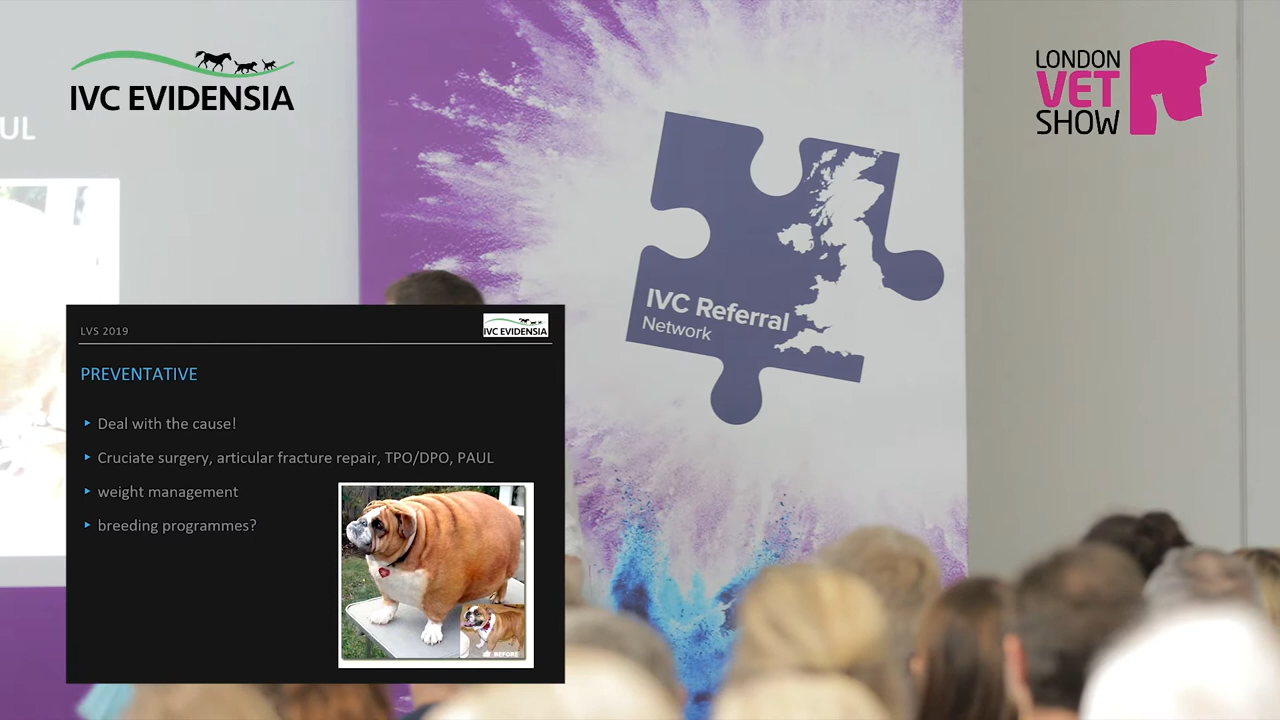 IVC EVIDENSIA
LONDON
VET
SHOW
UL
IVC Referral
Network
LVS 2019
IVC EVIDENSIA
PREVENTATIVE
Deal with the cause!
Cruciate surgery, articular fracture repair, TPO/DPO, PAUL
weight management
breeding programmes?
BEFORE